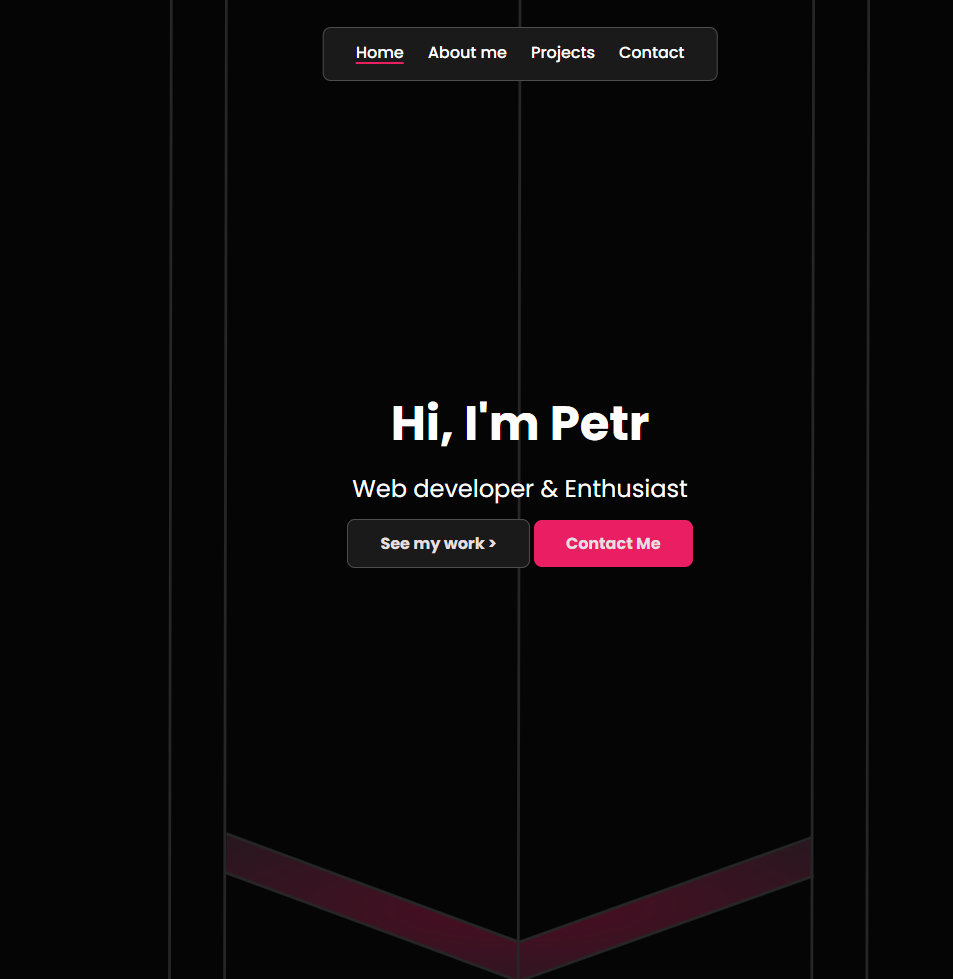 Home About me Projects Contact
Hi, I'm Petr
Web developer & Enthusiast
See my work > Contact Me